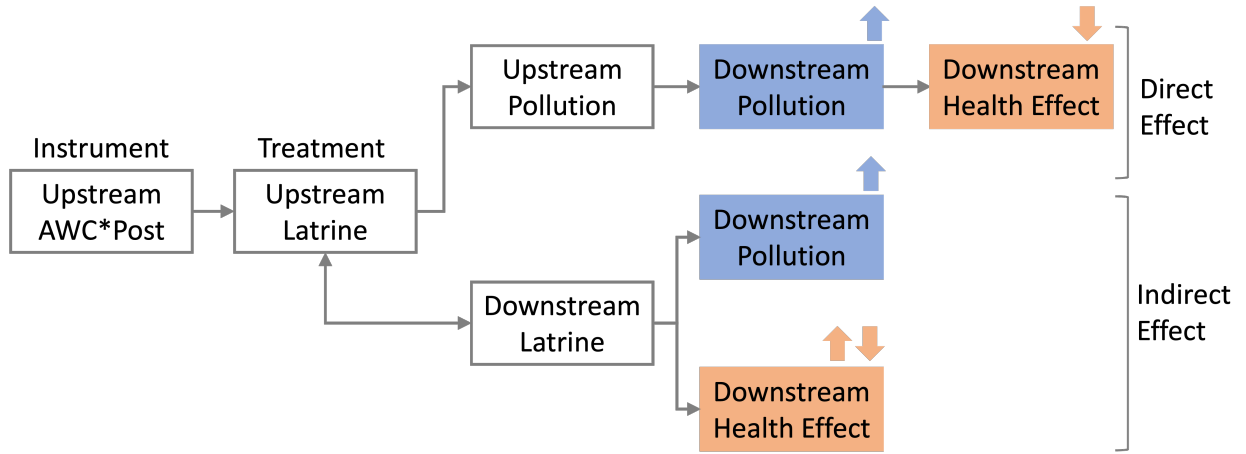 Instrument
Upstream
AWC*Post
Treatment
Upstream
Latrine
Upstream
Pollution
Downstream
Pollution
Downstream
Health Effect
Direct
Effect
Downstream
Latrine
Downstream
Pollution
Downstream
Health Effect
Indirect
Effect